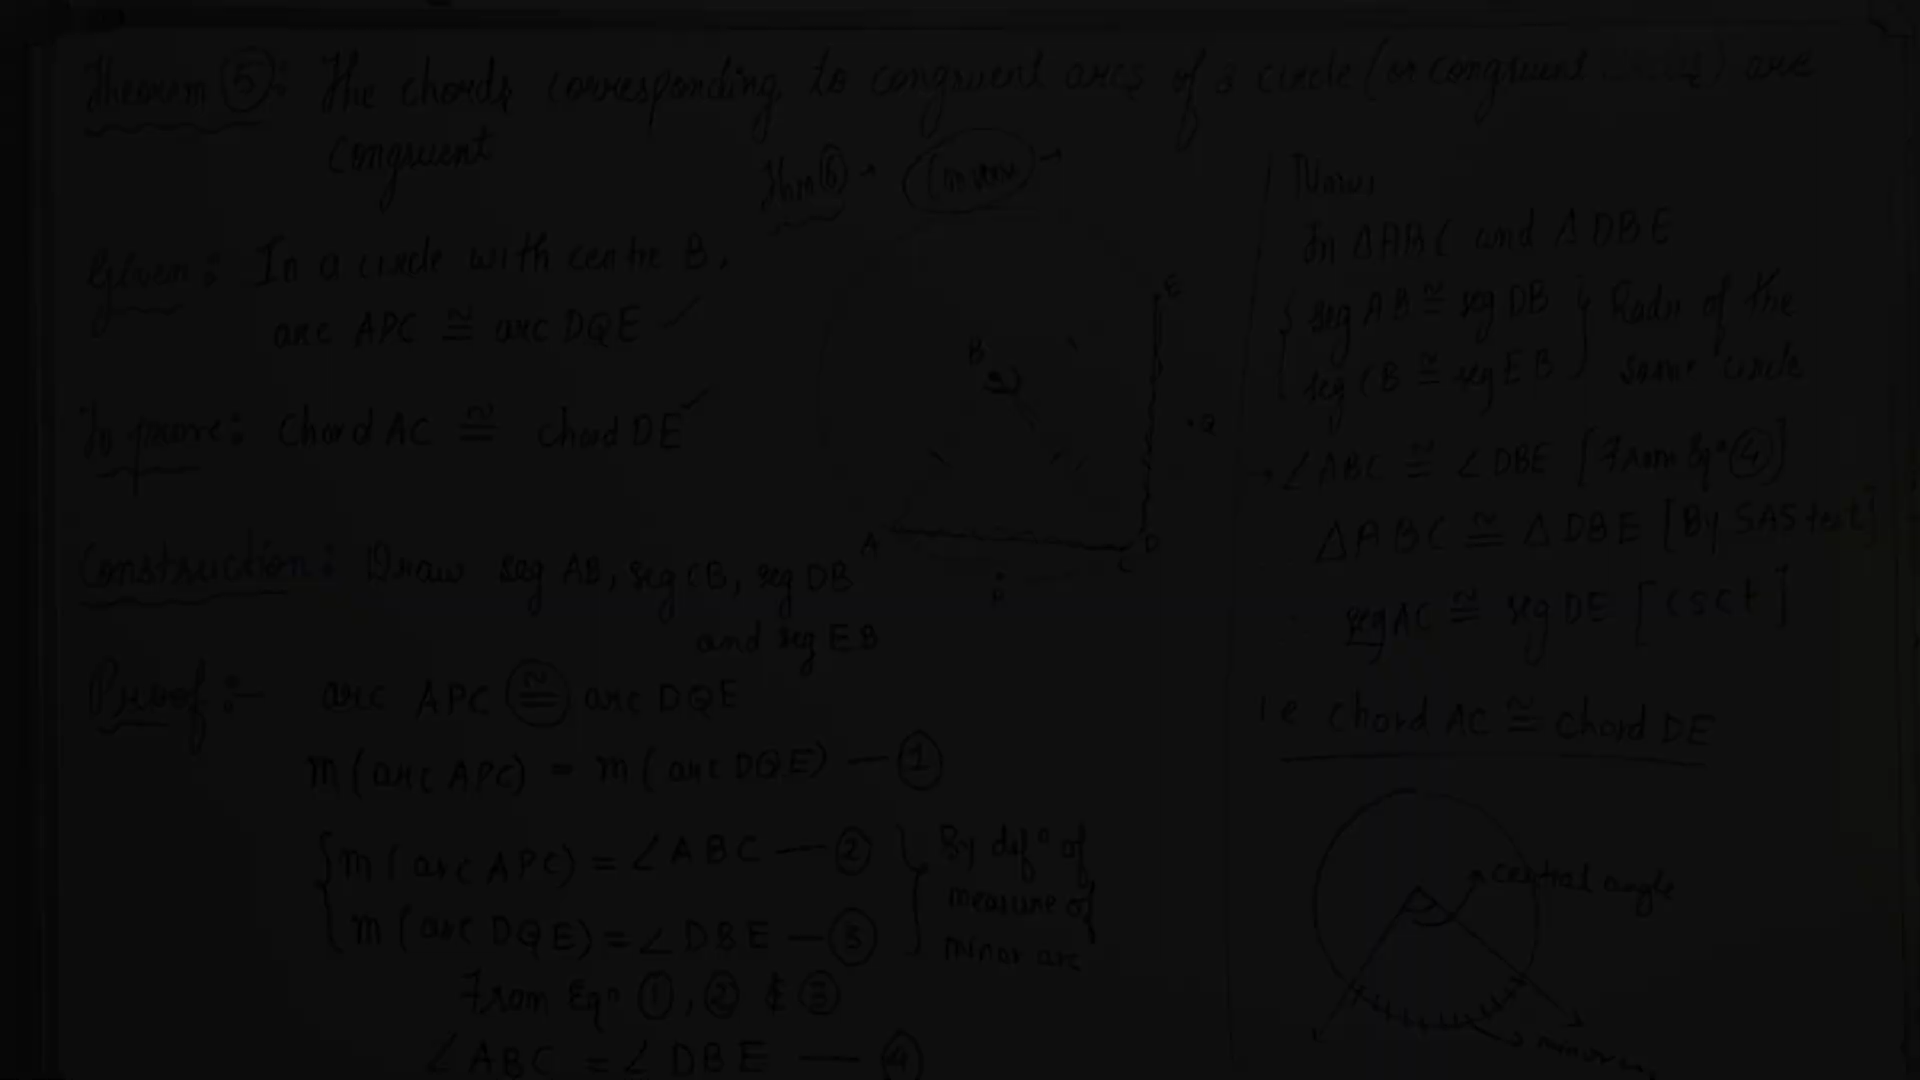 Theorem ⑤: The chords corresponding to congruent arcs of a circle (or congruent circles) are
congruent
Thm ⑥ → Converse →
Given: In a circle with centre B,
arc APC ≅ arc DQE ✓
To prove: Chord AC ≅ chord DE ✓
Construction: Draw seg AB, seg CB, seg DB
and seg EB
Proof :- arc APC ≅ arc DQE
m (arc APC) = m (arc DQE) — ①
m (arc APC) = ∠ABC — ②
m (arc DQE) = ∠DBE — ③
By defⁿ of
measure of
minor arc
From Eqⁿ ①, ② & ③
∠ABC = ∠DBE — ④
B
E
Q
A
D
C
P
Now,
In ΔABC and ΔDBE
seg AB ≅ seg DB
seg CB ≅ seg EB
Radii of the
same circle
→ ∠ABC ≅ ∠DBE [From Eqⁿ ④]
ΔABC ≅ ΔDBE [By SAS test]
seg AC ≅ seg DE [csct]
i.e chord AC ≅ chord DE
central angle
minor